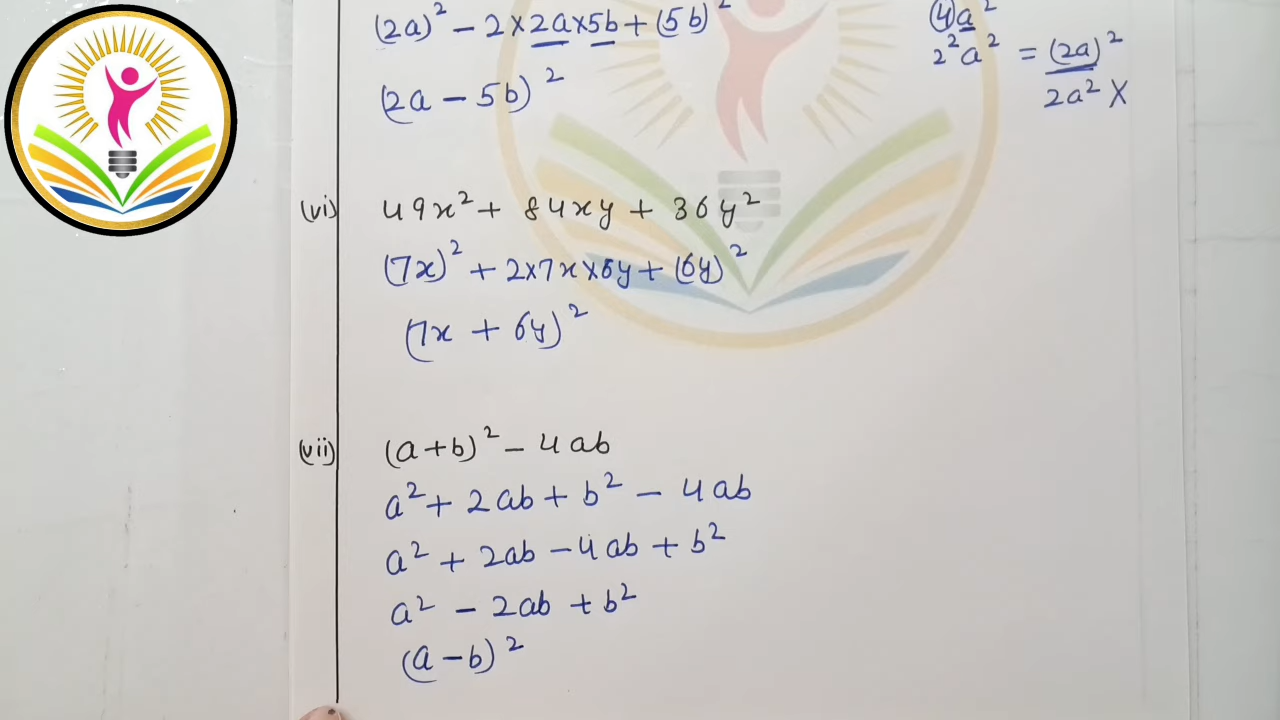 (2a)² − 2×2a×5b + (5b)²
(2a − 5b)²
4a²
2²a² = (2a)²
2a² X
(vi) 49x² + 84xy + 36y²
(7x)² + 2×7x×6y + (6y)²
(7x + 6y)²
(vii) (a+b)² − 4ab
a² + 2ab + b² − 4ab
a² + 2ab − 4ab + b²
a² − 2ab + b²
(a − b)²